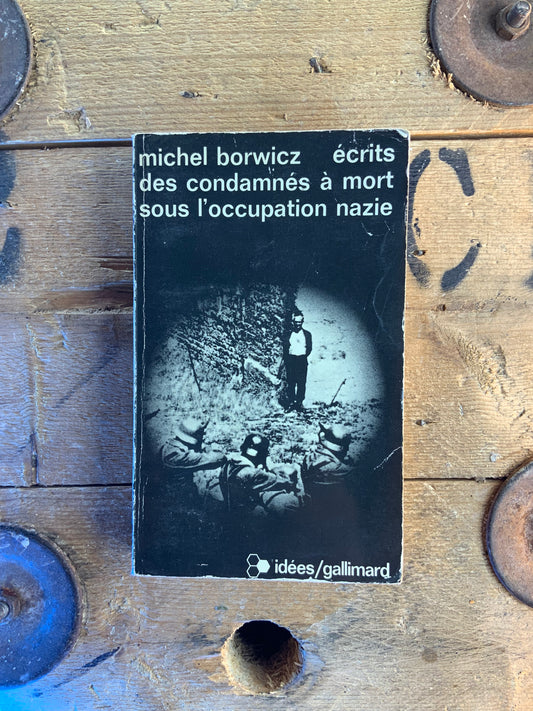 michel borwicz écrits
des condamnés à mort
sous l'occupation nazie
idées/gallimard